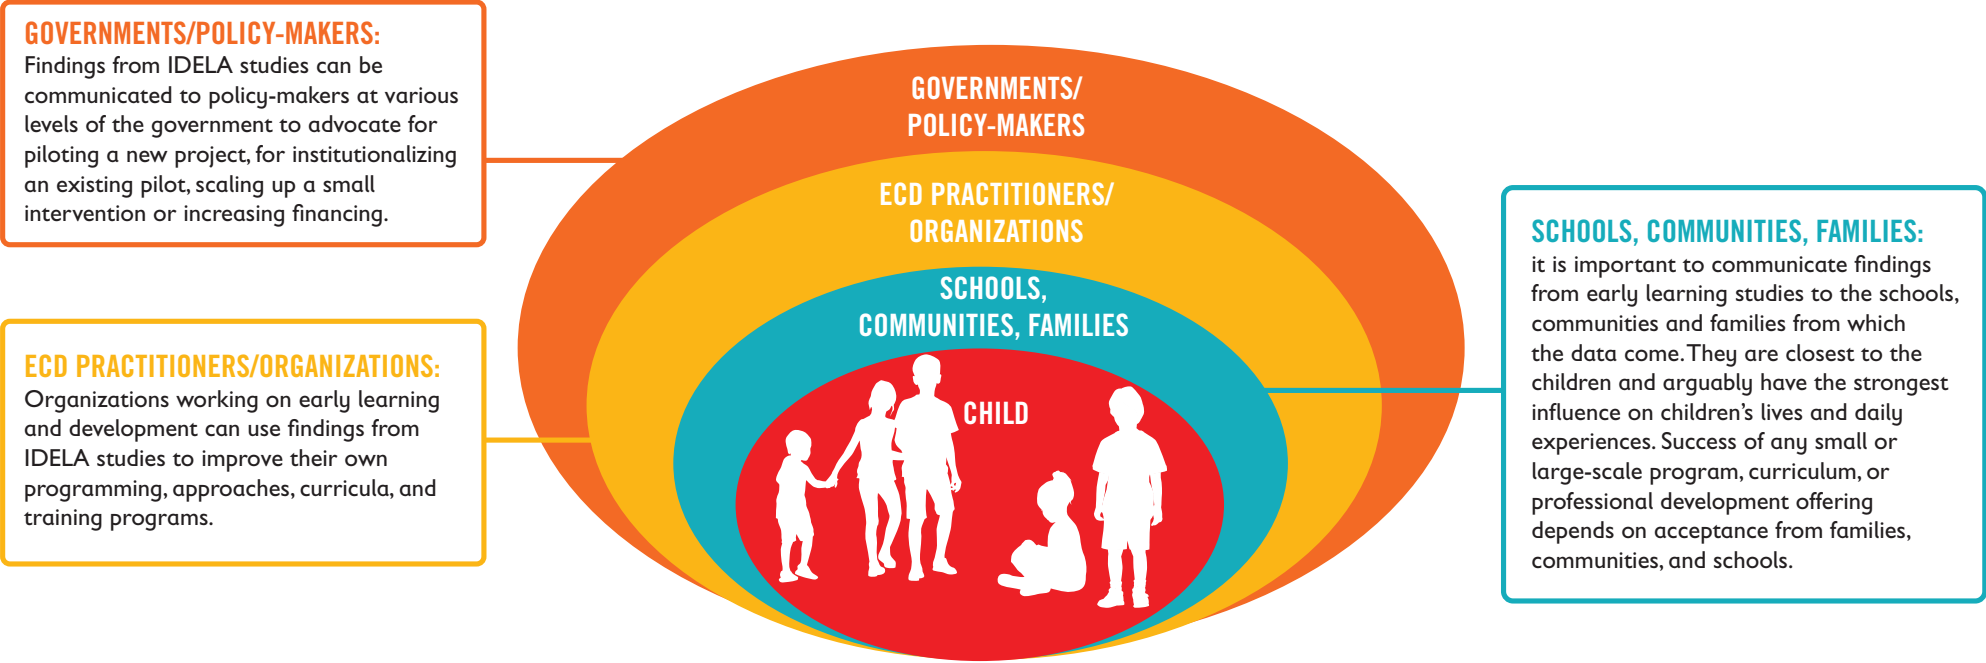 GOVERNMENTS/POLICY-MAKERS:
Findings from IDELA studies can be
communicated to policy-makers at various
levels of the government to advocate for
piloting a new project, for institutionalizing
an existing pilot, scaling up a small
intervention or increasing financing.
ECD PRACTITIONERS/ORGANIZATIONS:
Organizations working on early learning
and development can use findings from
IDELA studies to improve their own
programming, approaches, curricula, and
training programs.
GOVERNMENTS/
POLICY-MAKERS
ECD PRACTITIONERS/
ORGANIZATIONS
SCHOOLS,
COMMUNITIES, FAMILIES
CHILD
SCHOOLS, COMMUNITIES, FAMILIES:
it is important to communicate findings
from early learning studies to the schools,
communities and families from which
the data come. They are closest to the
children and arguably have the strongest
influence on children’s lives and daily
experiences. Success of any small or
large-scale program, curriculum, or
professional development offering
depends on acceptance from families,
communities, and schools.